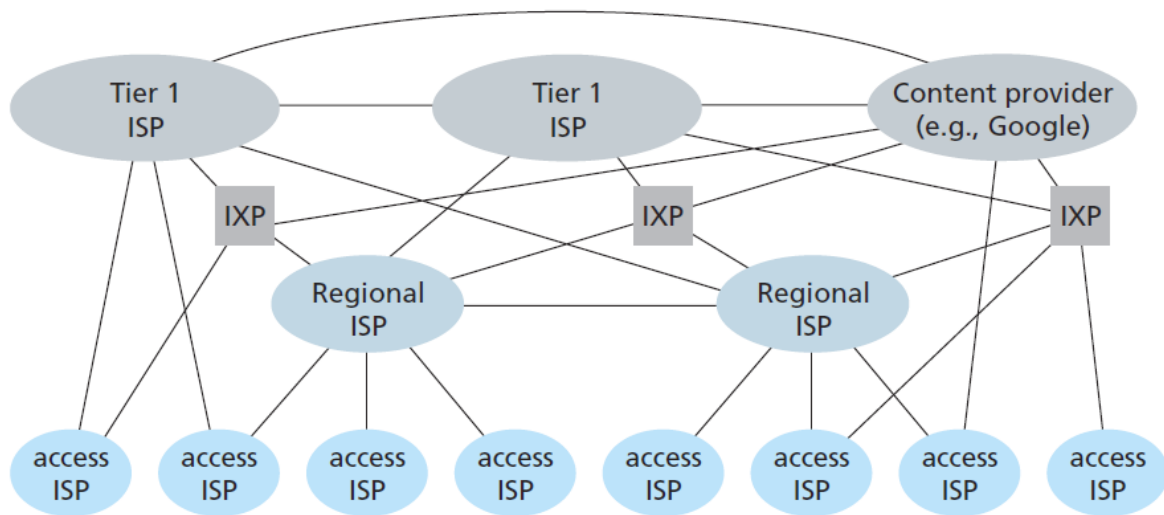 Tier 1
ISP
Tier 1
ISP
Content provider
(e.g., Google)
IXP
IXP
IXP
Regional
ISP
Regional
ISP
access
ISP
access
ISP
access
ISP
access
ISP
access
ISP
access
ISP
access
ISP
access
ISP